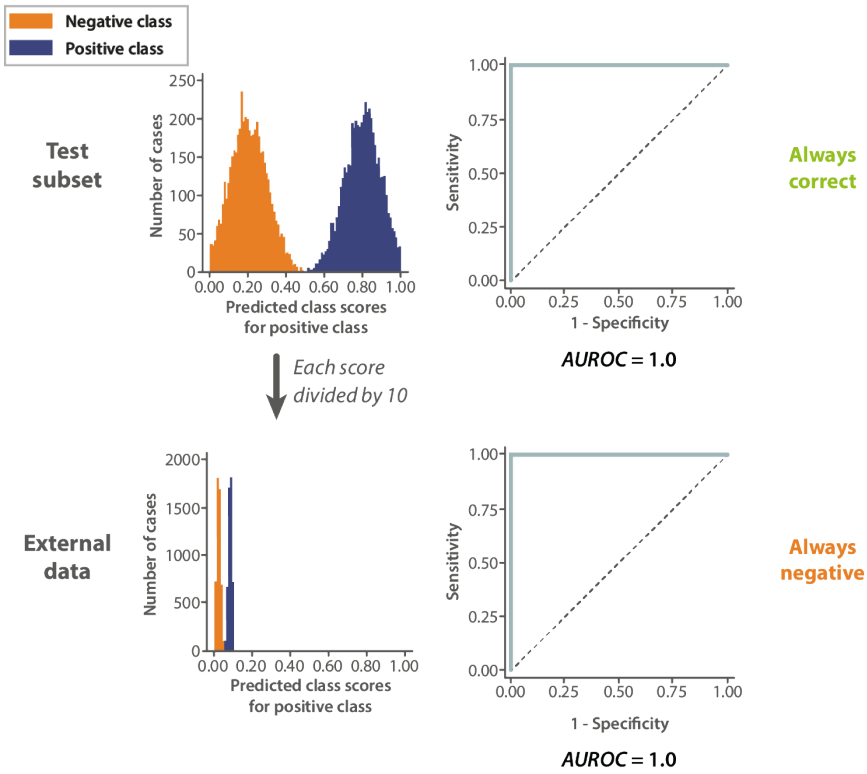 Negative class
Positive class
Test
subset
Number of cases
250
200
150
100
50
0
0.00 0.20 0.40 0.60 0.80 1.00
Predicted class scores
for positive class
Sensitivity
1.00
0.75
0.50
0.25
0.00
0.00 0.25 0.50 0.75 1.00
1 - Specificity
AUROC = 1.0
Always
correct
Each score
divided by 10
External
data
Number of cases
2000
1500
1000
500
0
0.00 0.20 0.40 0.60 0.80 1.00
Predicted class scores
for positive class
Sensitivity
1.00
0.75
0.50
0.25
0.00
0.00 0.25 0.50 0.75 1.00
1 - Specificity
AUROC = 1.0
Always
negative